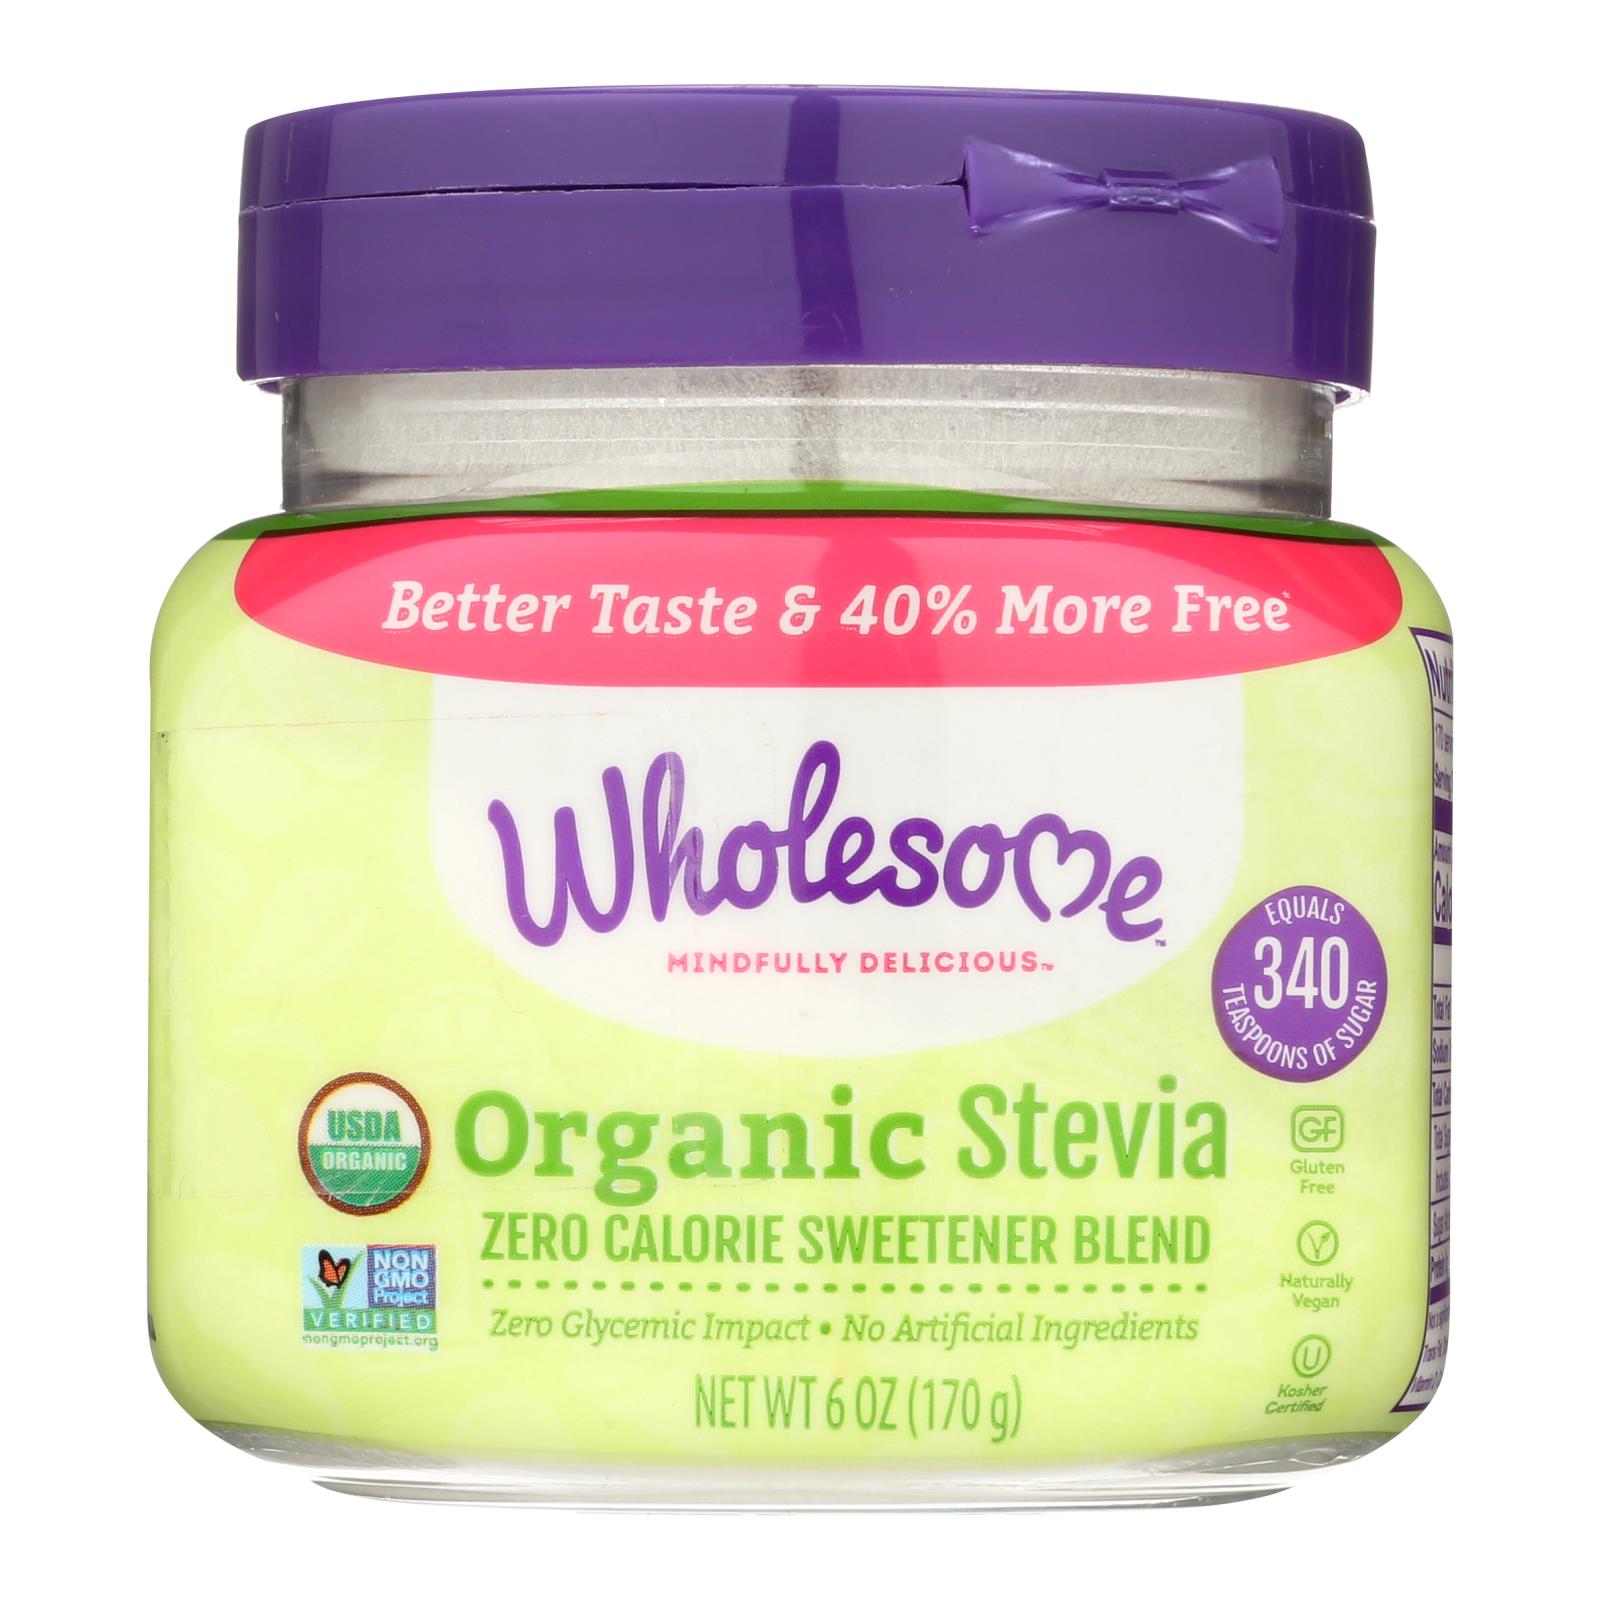 Better Taste & 40% More Free*
Wholesome™
MINDFULLY DELICIOUS™
EQUALS
340
TEASPOONS OF SUGAR
USDA
ORGANIC
Organic Stevia
ZERO CALORIE SWEETENER BLEND
Zero Glycemic Impact • No Artificial Ingredients
NET WT 6 OZ (170 g)
NON
GMO
Project
VERIFIED
nongmoproject.org
GF
Gluten
Free
V
Naturally
Vegan
U
Kosher
Certified